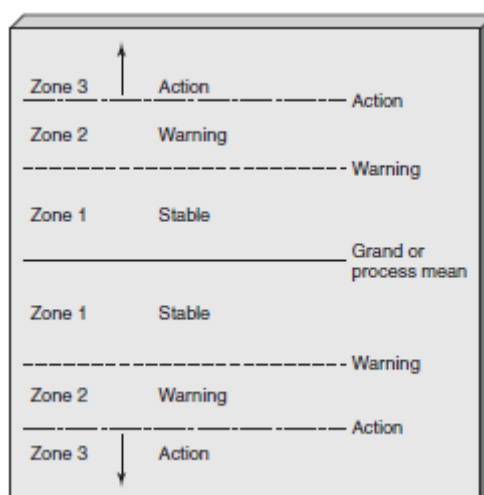 Zone 3 Action
Action
Zone 2 Warning
Warning
Zone 1 Stable
Grand or
process mean
Zone 1 Stable
Warning
Zone 2 Warning
Action
Zone 3 Action